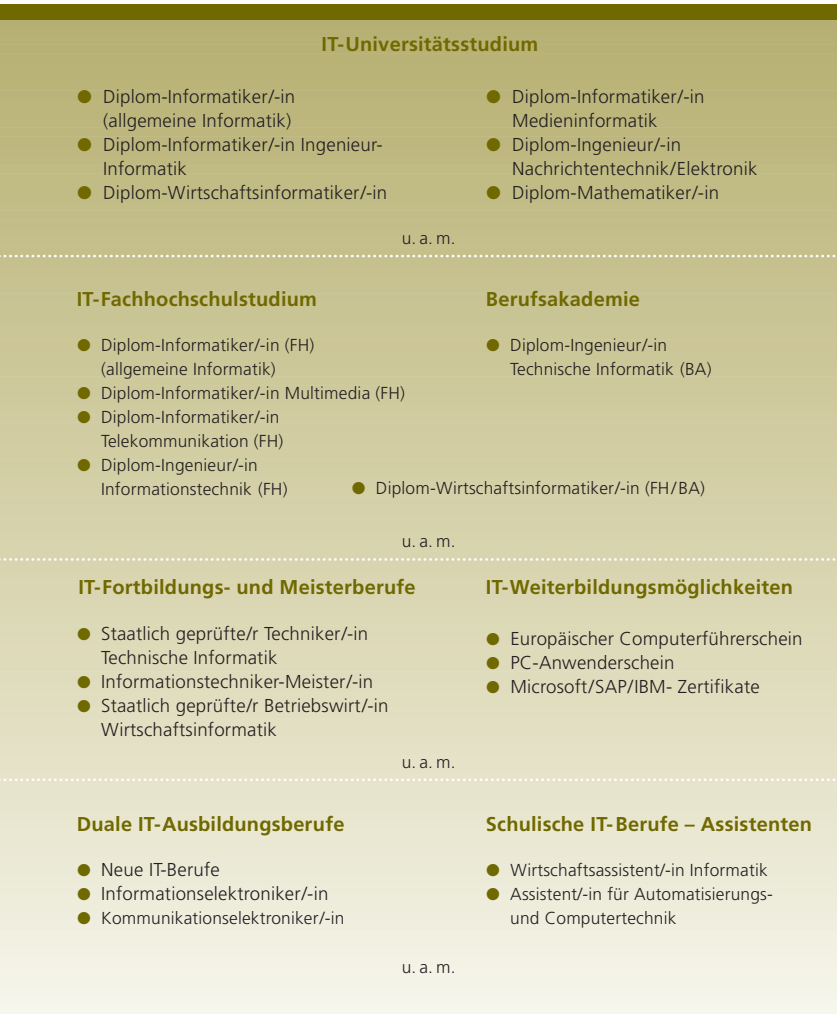 IT-Universitätsstudium
● Diplom-Informatiker/-in
(allgemeine Informatik)
● Diplom-Informatiker/-in Ingenieur-
Informatik
● Diplom-Wirtschaftsinformatiker/-in
● Diplom-Informatiker/-in
Medieninformatik
● Diplom-Ingenieur/-in
Nachrichtentechnik/Elektronik
● Diplom-Mathematiker/-in
u. a. m.
IT-Fachhochschulstudium
● Diplom-Informatiker/-in (FH)
(allgemeine Informatik)
● Diplom-Informatiker/-in Multimedia (FH)
● Diplom-Informatiker/-in
Telekommunikation (FH)
● Diplom-Ingenieur/-in
Informationstechnik (FH)
Berufsakademie
● Diplom-Ingenieur/-in
Technische Informatik (BA)
● Diplom-Wirtschaftsinformatiker/-in (FH/BA)
u. a. m.
IT-Fortbildungs- und Meisterberufe
● Staatlich geprüfte/r Techniker/-in
Technische Informatik
● Informationstechniker-Meister/-in
● Staatlich geprüfte/r Betriebswirt/-in
Wirtschaftsinformatik
IT-Weiterbildungsmöglichkeiten
● Europäischer Computerführerschein
● PC-Anwenderschein
● Microsoft/SAP/IBM- Zertifikate
u. a. m.
Duale IT-Ausbildungsberufe
● Neue IT-Berufe
● Informationselektroniker/-in
● Kommunikationselektroniker/-in
Schulische IT-Berufe – Assistenten
● Wirtschaftsassistent/-in Informatik
● Assistent/-in für Automatisierungs-
und Computertechnik
u. a. m.